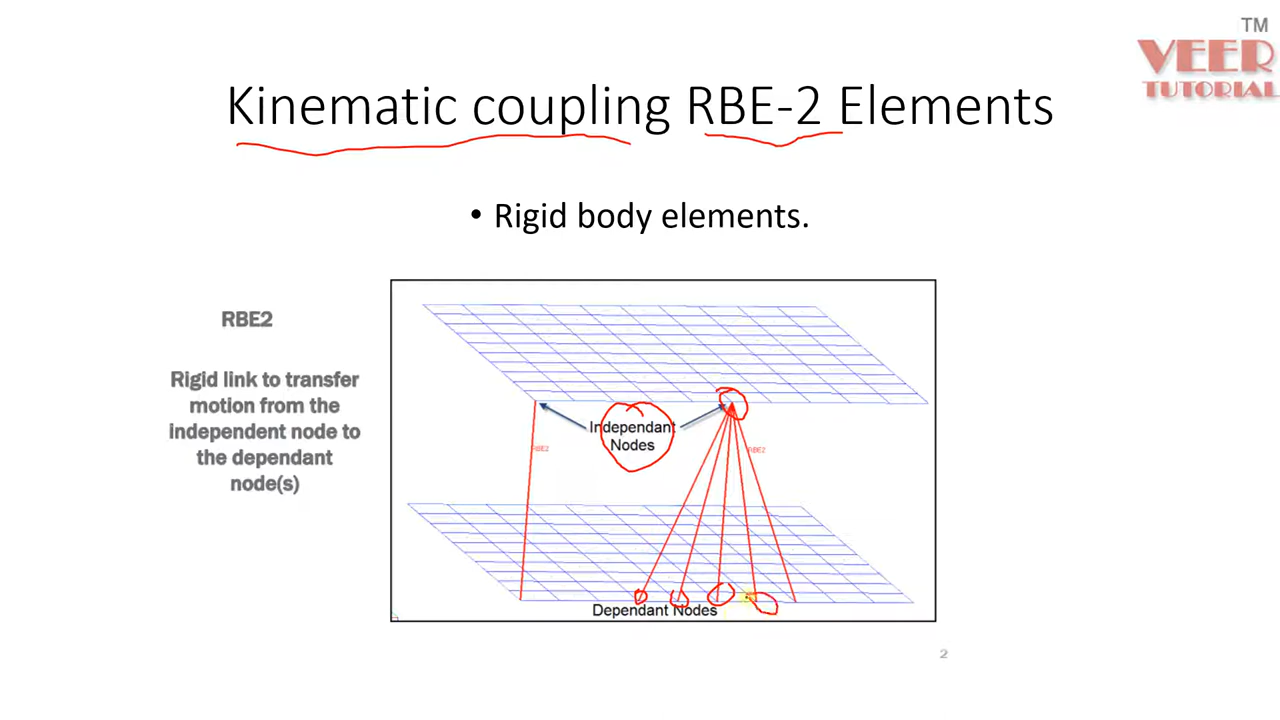 TM
VEER
TUTORIAL
Kinematic coupling RBE-2 Elements
• Rigid body elements.
RBE2
Rigid link to transfer
motion from the
independent node to
the dependant
node(s)
Independant
Nodes
RBE2
RBE2
Dependant Nodes
2